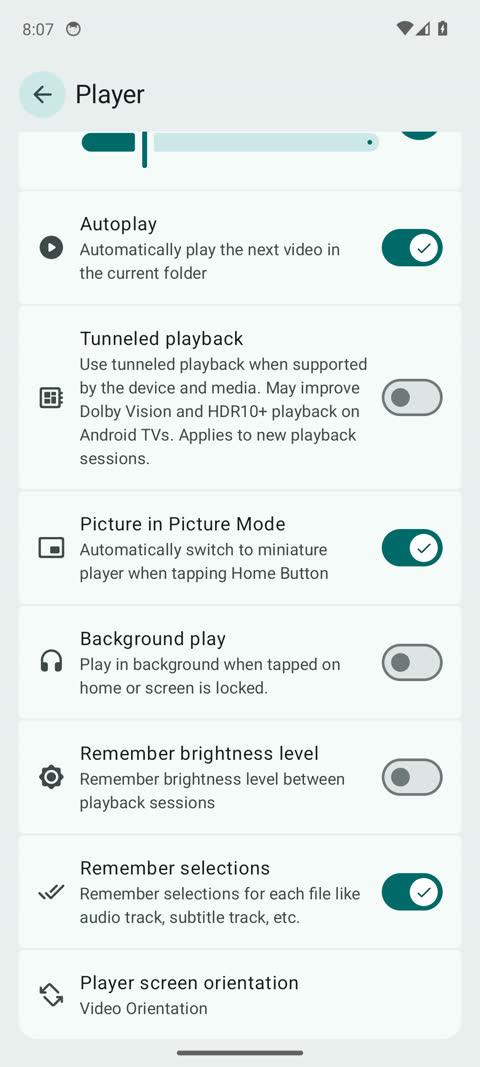 8:07
Player
Autoplay
Automatically play the next video in
the current folder
Tunneled playback
Use tunneled playback when supported
by the device and media. May improve
Dolby Vision and HDR10+ playback on
Android TVs. Applies to new playback
sessions.
Picture in Picture Mode
Automatically switch to miniature
player when tapping Home Button
Background play
Play in background when tapped on
home or screen is locked.
Remember brightness level
Remember brightness level between
playback sessions
Remember selections
Remember selections for each file like
audio track, subtitle track, etc.
Player screen orientation
Video Orientation